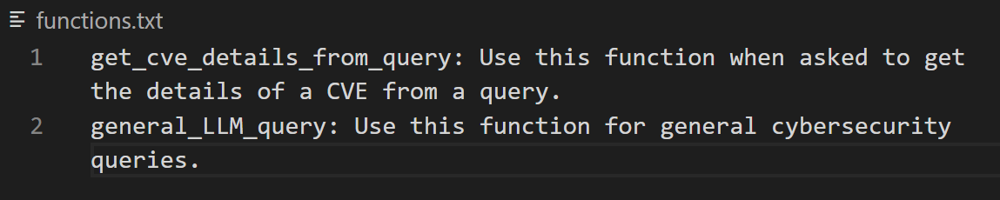 functions.txt
1 get_cve_details_from_query: Use this function when asked to get
the details of a CVE from a query.
2 general_LLM_query: Use this function for general cybersecurity
queries.